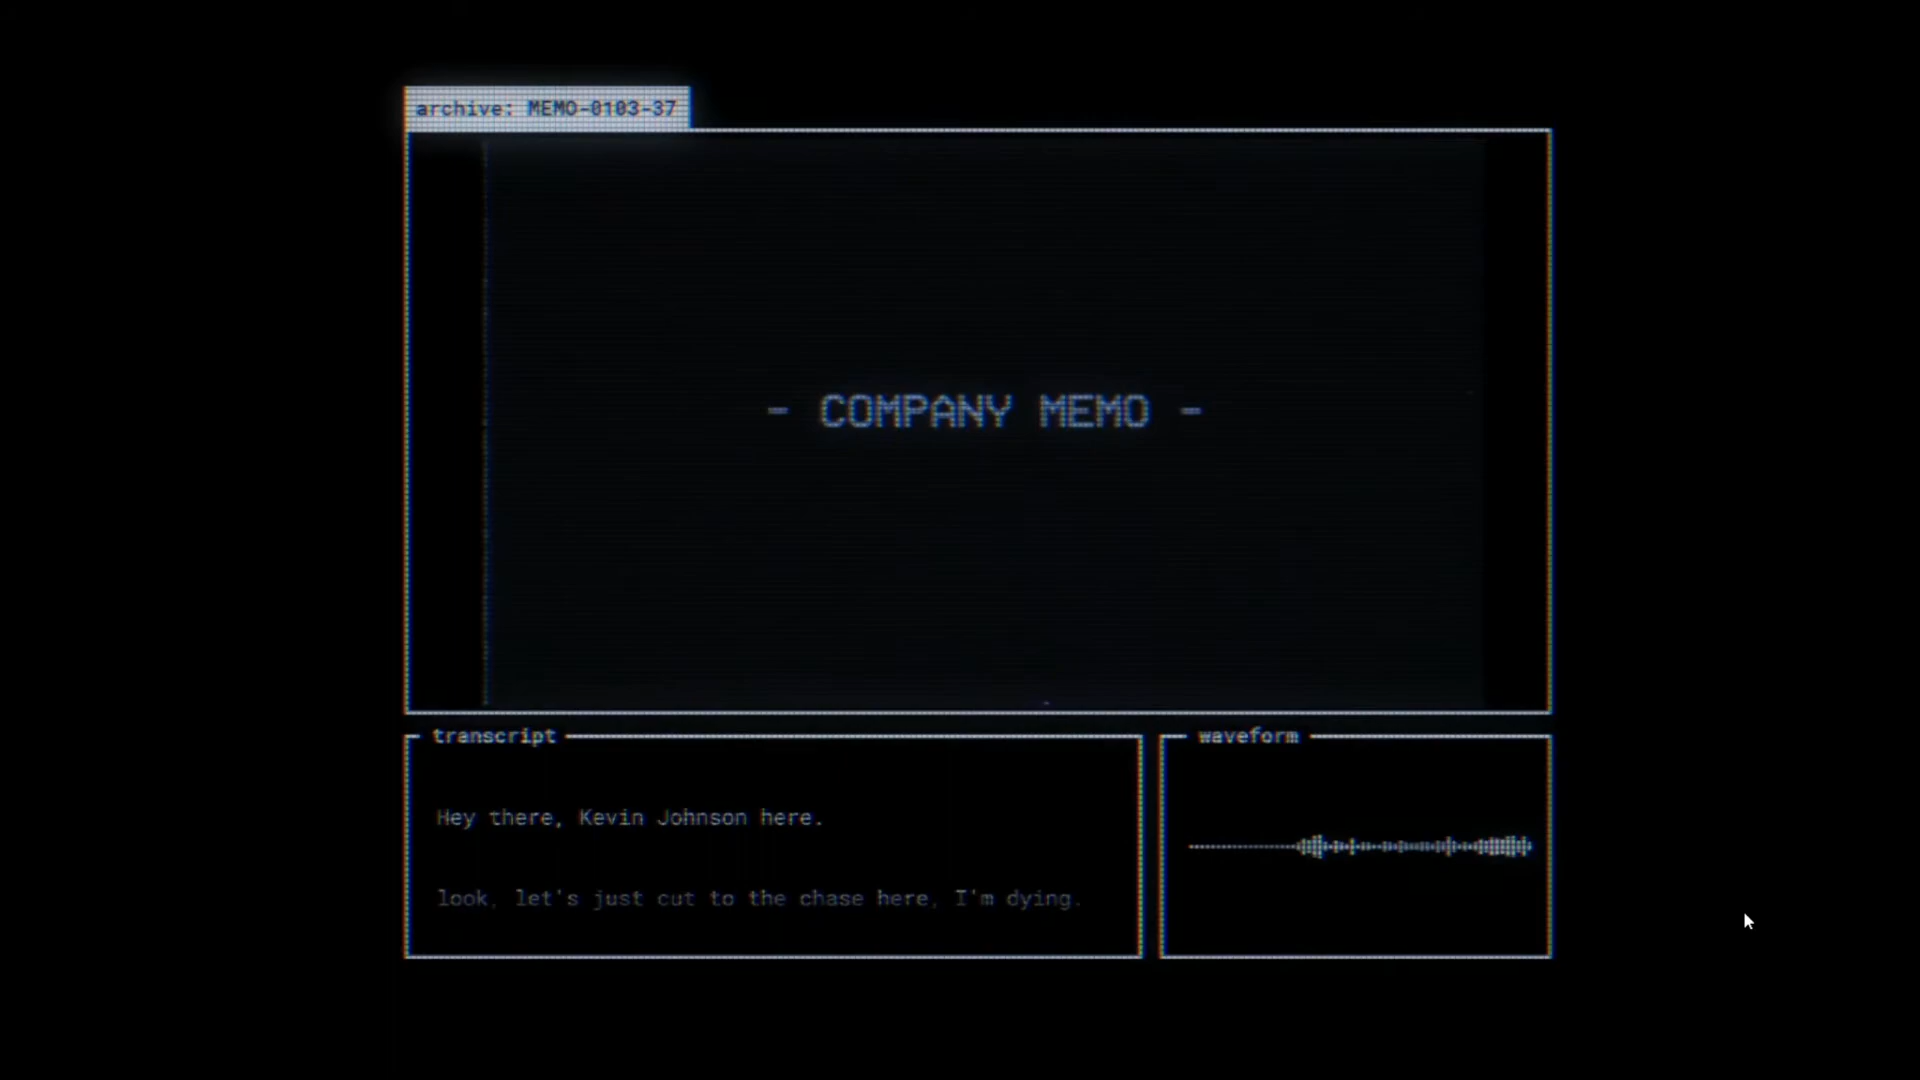 archive: MEMO-0103-37
- COMPANY MEMO -
transcript
Hey there, Kevin Johnson here.
look, let's just cut to the chase here, I'm dying.
waveform